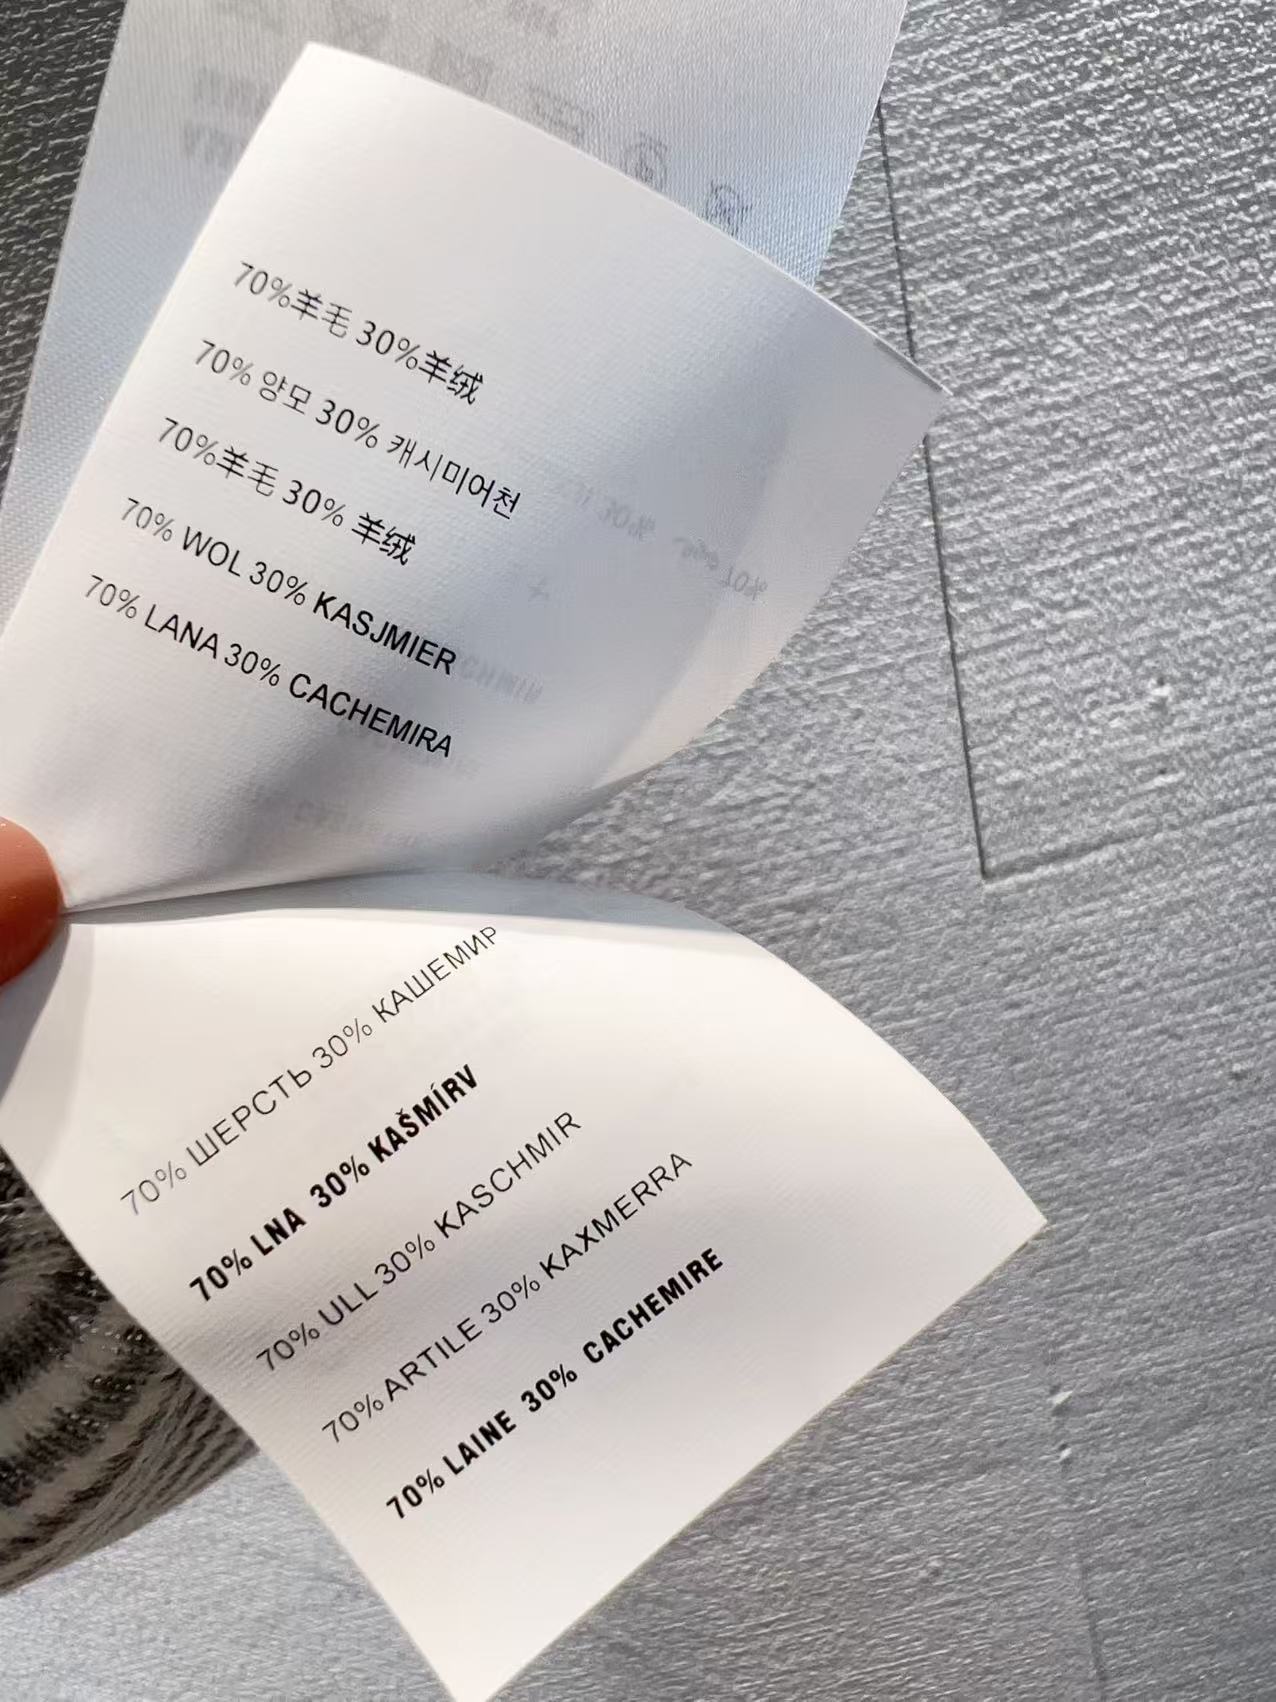 70%羊毛 30%羊绒
70% 양모 30% 캐시미어천
70%羊毛 30% 羊绒
70% WOL 30% KASJMIER
70% LANA 30% CACHEMIRA
70% ШЕРСТЬ 30% КАШЕМИР
70% LNA 30% KAŠMÍRV
70% ULL 30% KASCHMIR
70% ARTILE 30% KAXMERRA
70% LAINE 30% CACHEMIRE